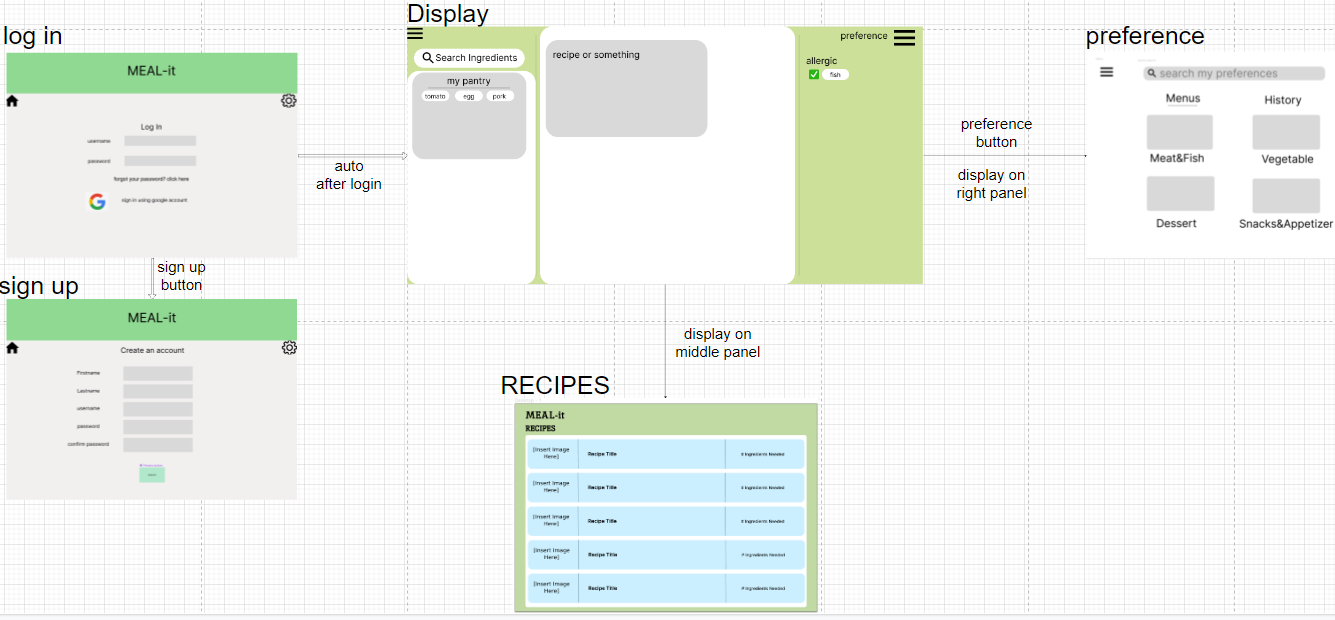 log in
MEAL-it
Log In
username
password
forgot your password? click here
sign in using google account
auto
after login
sign up
button
sign up
MEAL-it
Create an account
Firstname
Lastname
username
password
confirm password
Display
Search Ingredients
my pantry
tomato
egg
pork
recipe or something
preference
allergic
fish
preference
button
display on
right panel
preference
search my preferences
Menus
History
Meat&Fish
Vegetable
Dessert
Snacks&Appetizer
display on
middle panel
RECIPES
MEAL-it
RECIPES
[Insert Image
Here]
Recipe Title
# Ingredients Needed
[Insert Image
Here]
Recipe Title
# Ingredients Needed
[Insert Image
Here]
Recipe Title
# Ingredients Needed
[Insert Image
Here]
Recipe Title
# Ingredients Needed
[Insert Image
Here]
Recipe Title
# Ingredients Needed